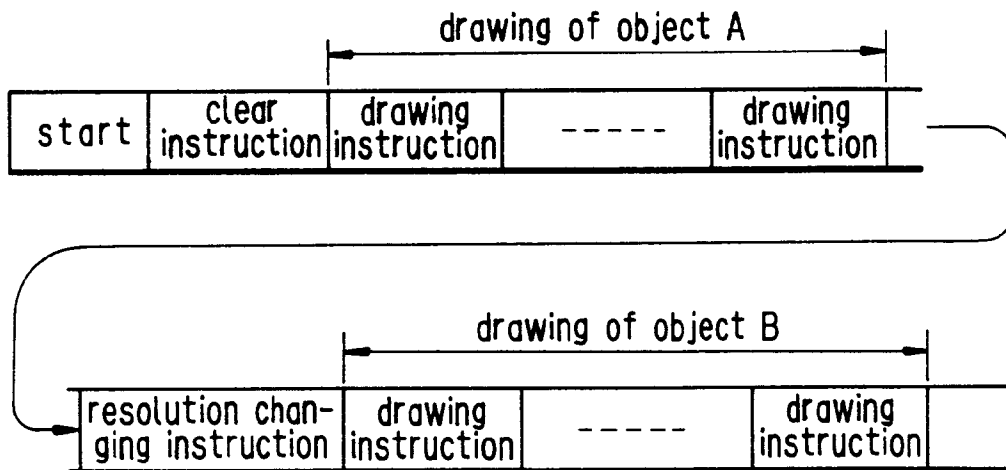 drawing of object A
start
clear
instruction
drawing
instruction
-----
drawing
instruction
drawing of object B
resolution chan-
ging instruction
drawing
instruction
-----
drawing
instruction